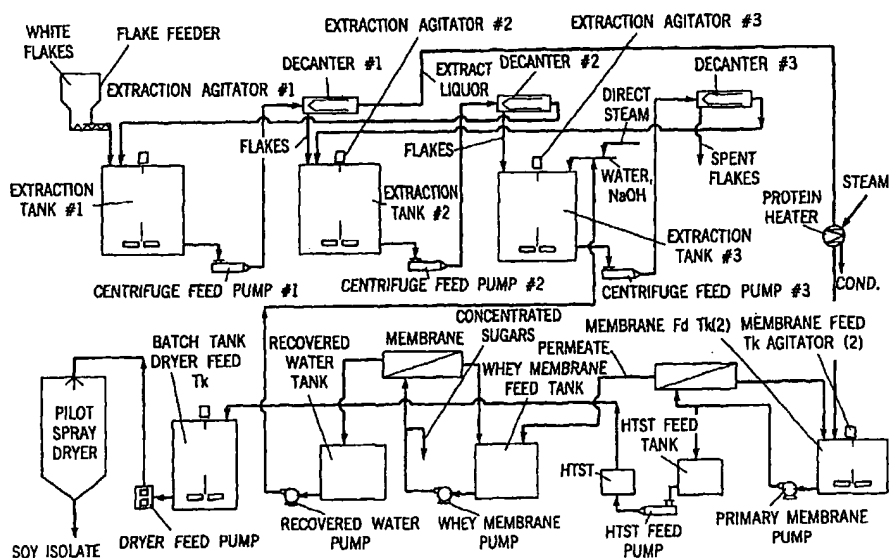 WHITE
FLAKES
FLAKE FEEDER
EXTRACTION AGITATOR #1
EXTRACTION AGITATOR #2
DECANTER #1
EXTRACT
LIQUOR
EXTRACTION AGITATOR #3
DECANTER #2
DIRECT
STEAM
DECANTER #3
FLAKES
FLAKES
WATER,
NaOH
SPENT
FLAKES
EXTRACTION
TANK #1
EXTRACTION
TANK #2
EXTRACTION
TANK #3
PROTEIN
HEATER
STEAM
COND.
CENTRIFUGE FEED PUMP #1
CENTRIFUGE FEED PUMP #2
CENTRIFUGE FEED PUMP #3
BATCH TANK
DRYER FEED
Tk
RECOVERED
WATER
TANK
MEMBRANE
CONCENTRATED
SUGARS
PERMEATE
WHEY MEMBRANE
FEED TANK
MEMBRANE Fd Tk(2)
MEMBRANE FEED
Tk AGITATOR (2)
PILOT
SPRAY
DRYER
HTST
HTST FEED
TANK
SOY ISOLATE
DRYER FEED PUMP
RECOVERED WATER
PUMP
WHEY MEMBRANE
PUMP
HTST FEED
PUMP
PRIMARY MEMBRANE
PUMP